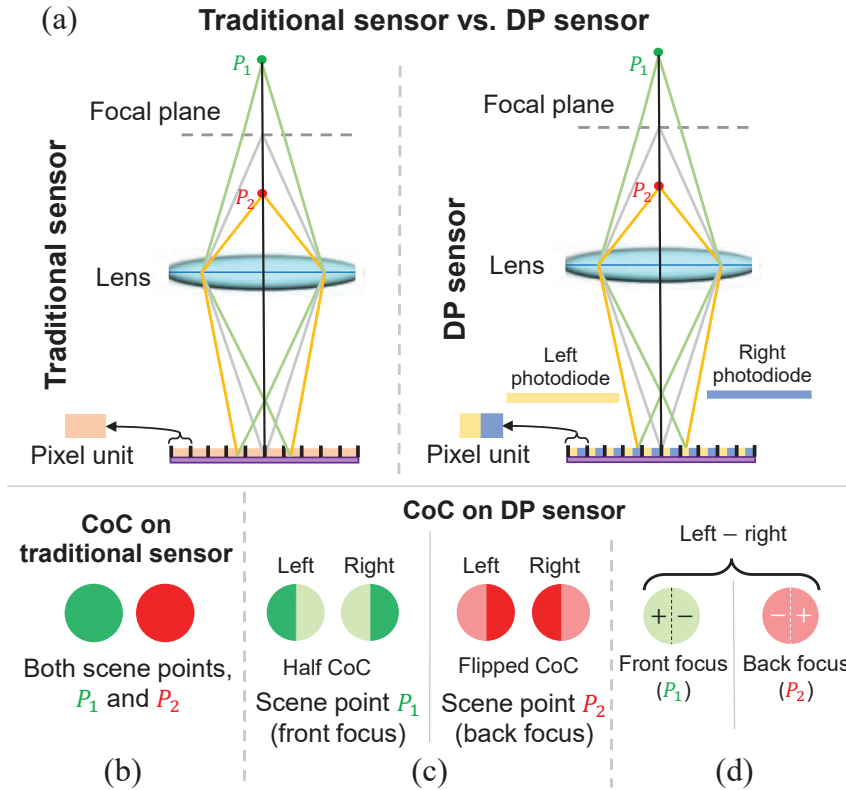 (a)
Traditional sensor vs. DP sensor
P₁
Focal plane
P₂
Lens
Traditional sensor
Pixel unit
P₁
Focal plane
P₂
Lens
DP sensor
Left
photodiode
Right
photodiode
Pixel unit
CoC on
traditional sensor
Both scene points,
P₁ and P₂
(b)
CoC on DP sensor
Left Right
Half CoC
Scene point P₁
(front focus)
Left Right
Flipped CoC
Scene point P₂
(back focus)
(c)
Left − right
+ −
Front focus
(P₁)
− +
Back focus
(P₂)
(d)